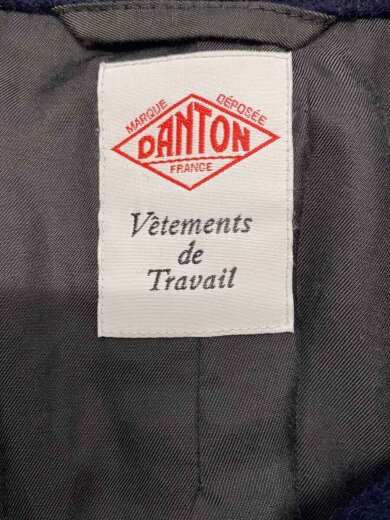 MARQUE DÉPOSÉE
DANTON
FRANCE
Vêtements
de
Travail